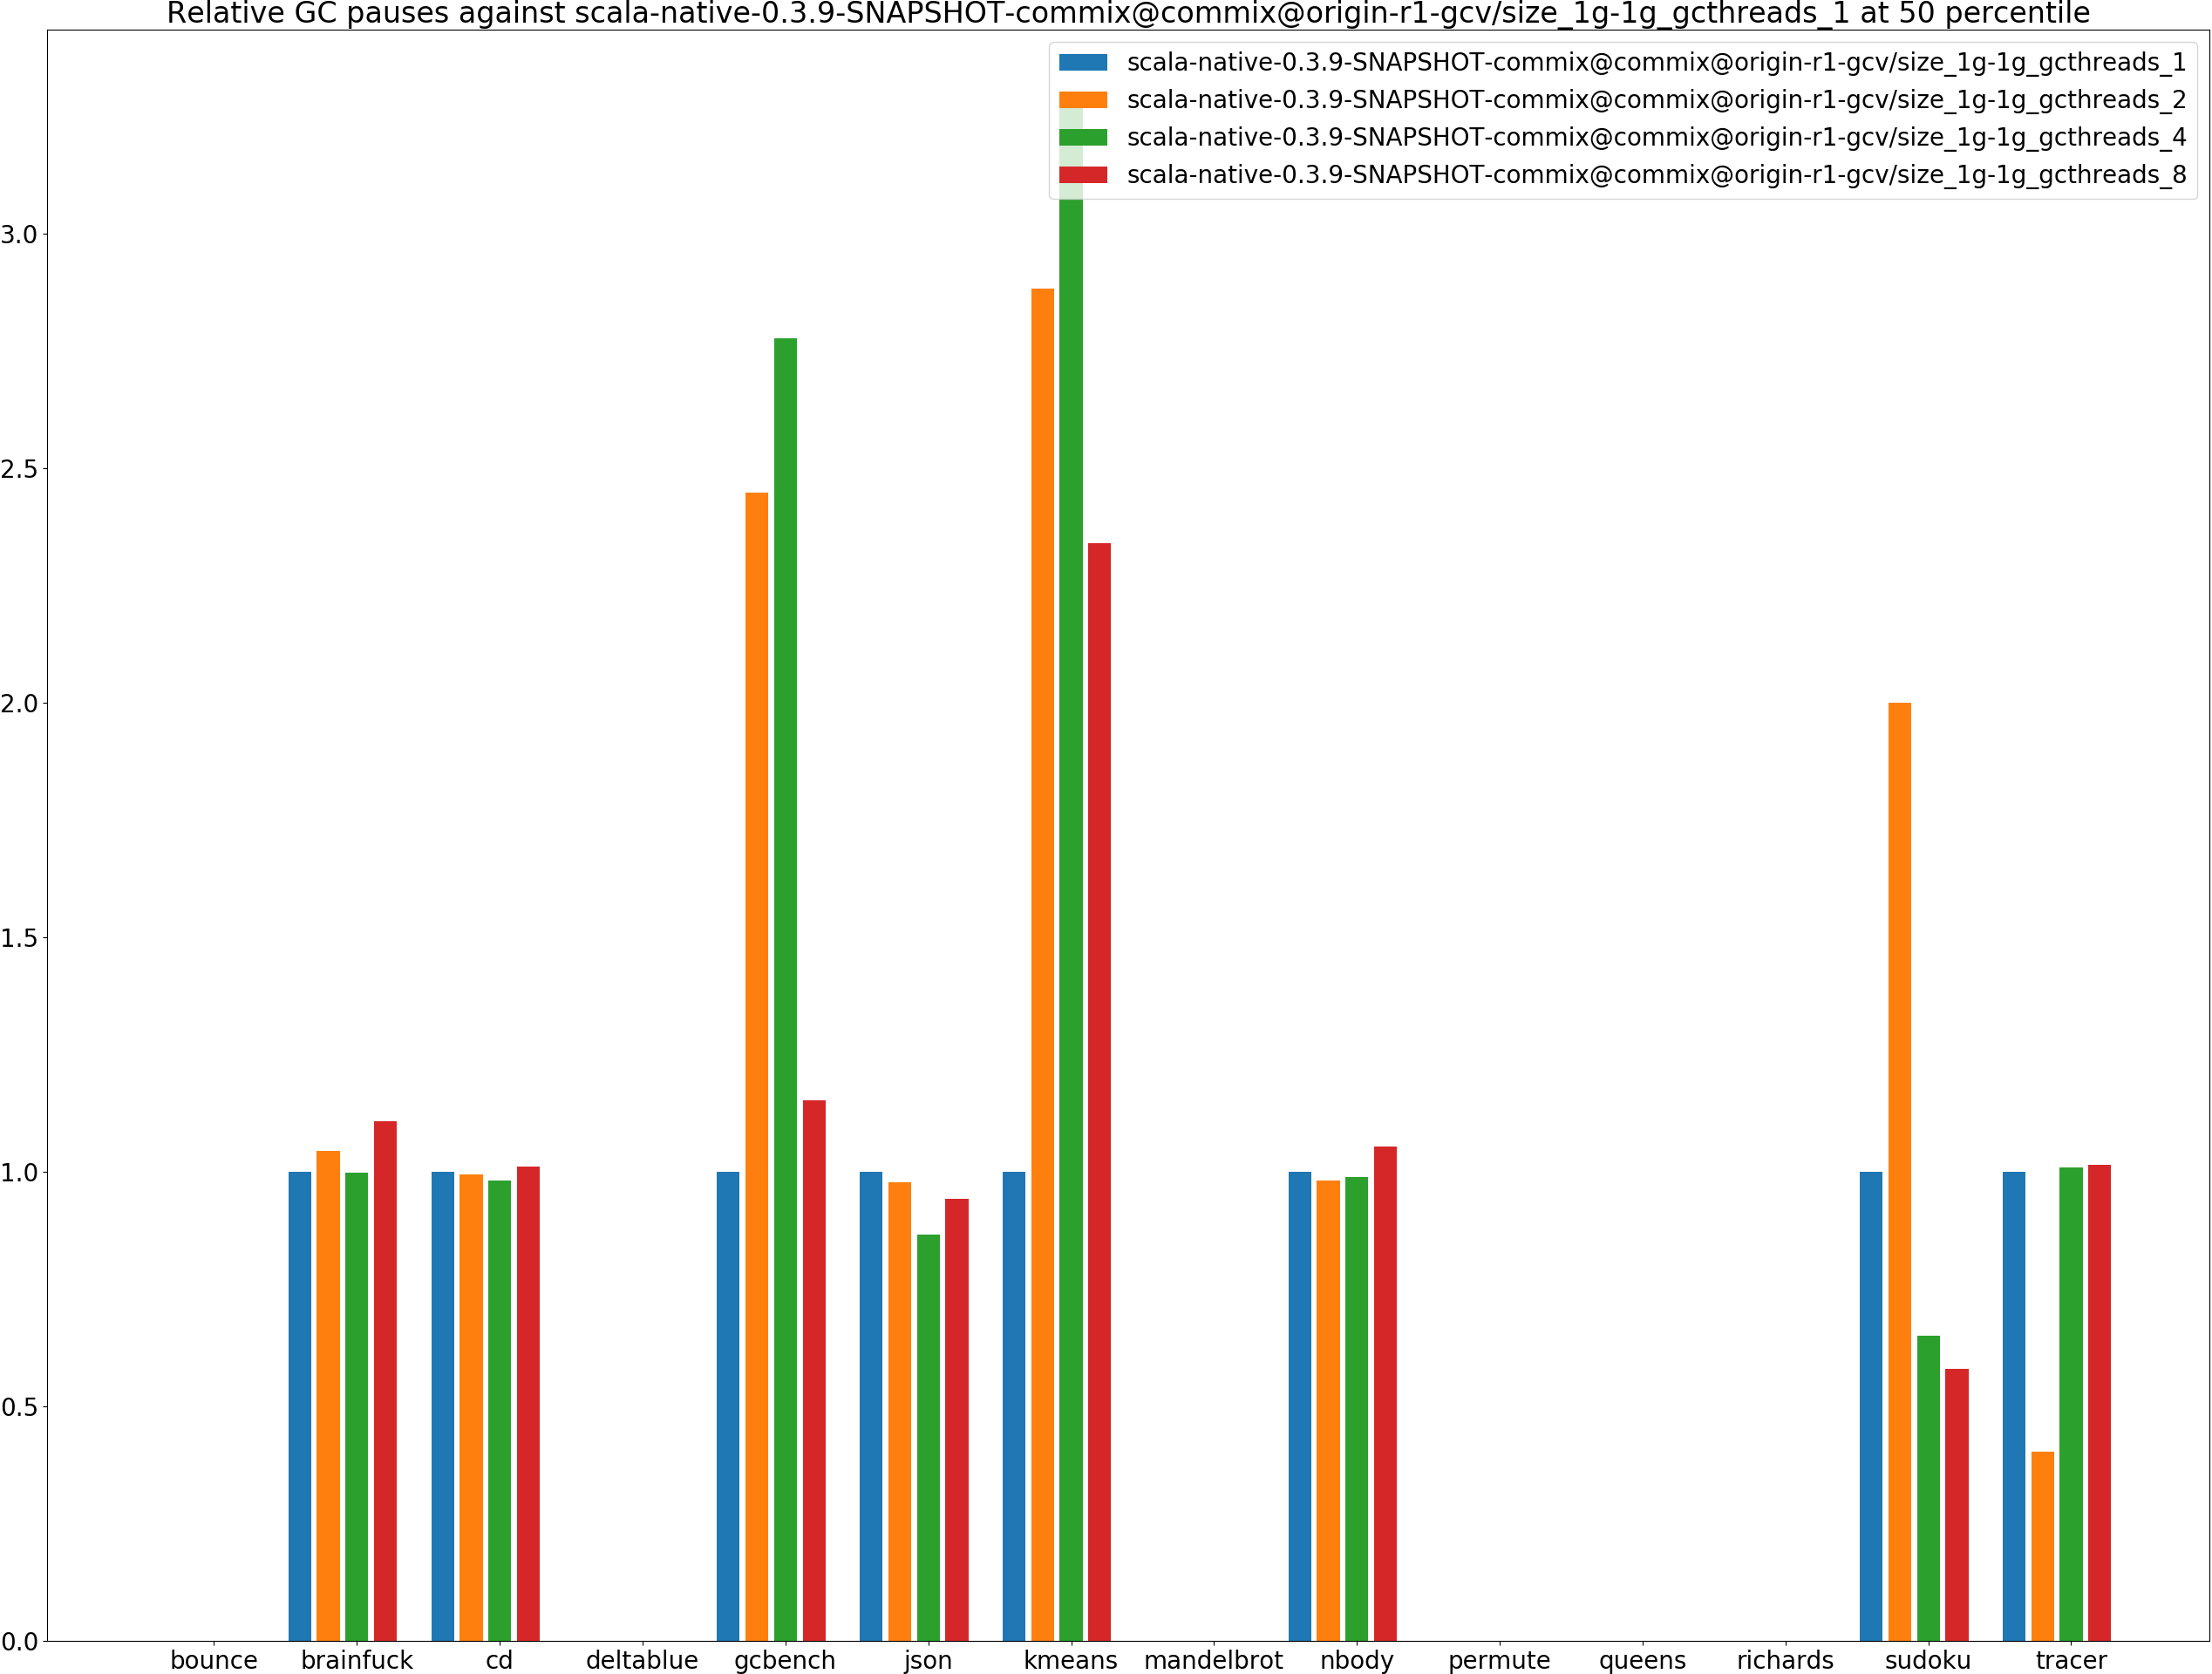 Relative GC pauses against scala-native-0.3.9-SNAPSHOT-commix@commix@origin-r1-gcv/size_1g-1g_gcthreads_1 at 50 percentile
scala-native-0.3.9-SNAPSHOT-commix@commix@origin-r1-gcv/size_1g-1g_gcthreads_1
scala-native-0.3.9-SNAPSHOT-commix@commix@origin-r1-gcv/size_1g-1g_gcthreads_2
scala-native-0.3.9-SNAPSHOT-commix@commix@origin-r1-gcv/size_1g-1g_gcthreads_4
scala-native-0.3.9-SNAPSHOT-commix@commix@origin-r1-gcv/size_1g-1g_gcthreads_8
3.0
2.5
2.0
1.5
1.0
0.5
0.0
bounce brainfuck cd deltablue gcbench json kmeans mandelbrot nbody permute queens richards sudoku tracer